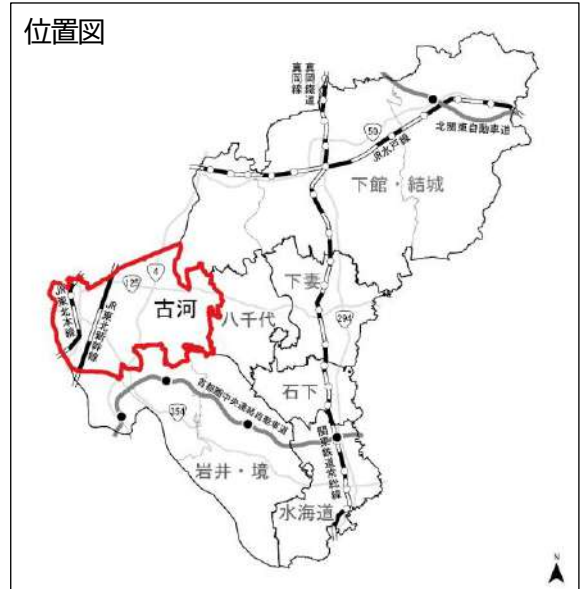 位置図
真岡鐵道
真岡線
50
北関東自動車道
JR水戸線
下館・結城
下妻
4
125
JR東北本線
JR東北新幹線
古河
八千代
294
石下
首都圏中央連絡自動車道
354
関東鉄道常総線
岩井・境
水海道
N